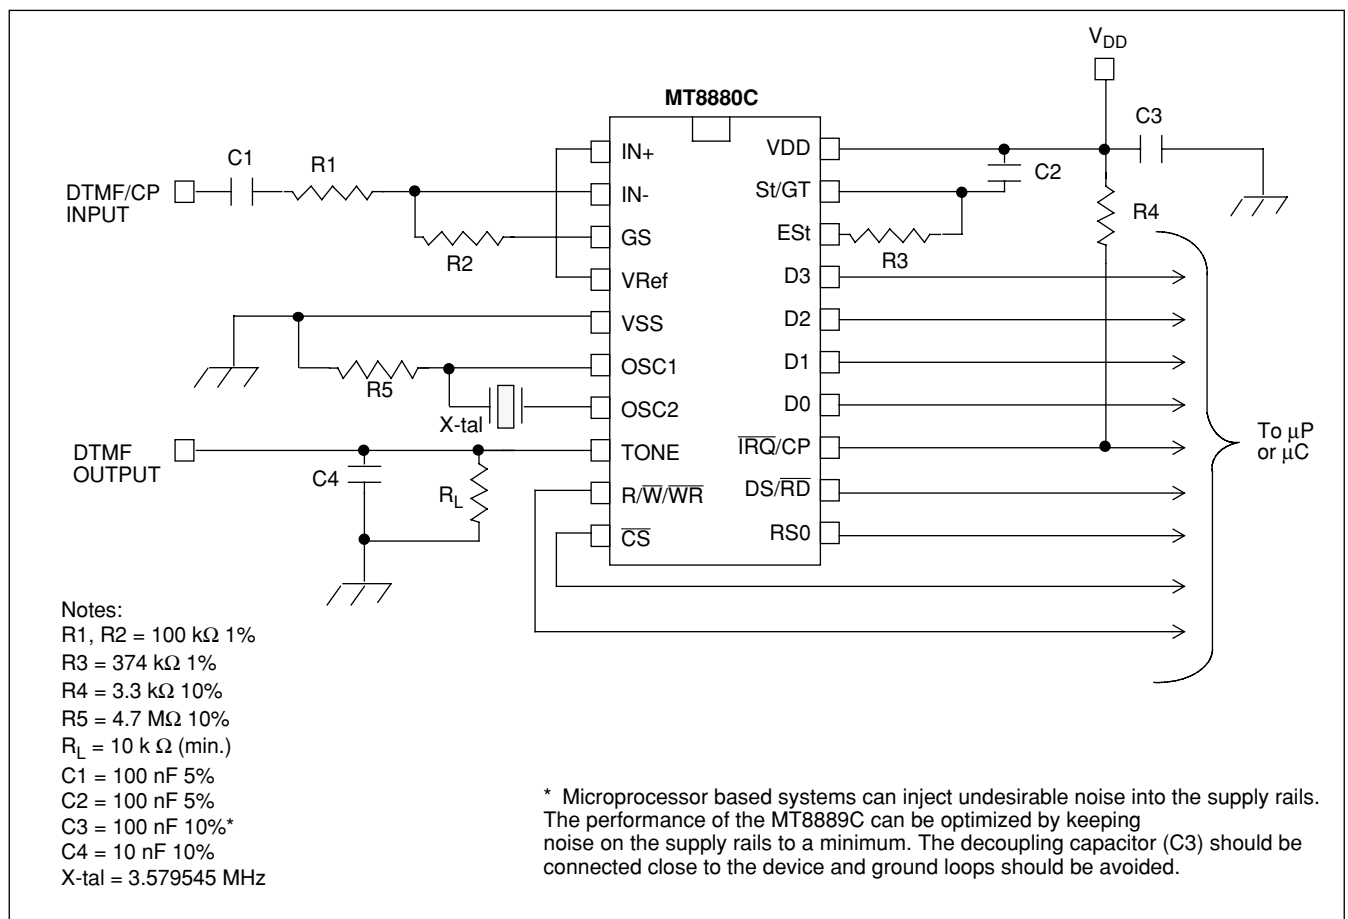 V_DD
MT8880C
C3
C1
R1
DTMF/CP
INPUT
R2
IN+
IN-
GS
VRef
VSS
OSC1
OSC2
TONE
R/W̅/W̅R̅
C̅S̅
VDD
St/GT
ESt
D3
D2
D1
D0
I̅R̅Q̅/CP
DS/R̅D̅
RS0
C2
R4
R3
R5
X-tal
DTMF
OUTPUT
C4
R_L
To μP
or μC
Notes:
R1, R2 = 100 kΩ 1%
R3 = 374 kΩ 1%
R4 = 3.3 kΩ 10%
R5 = 4.7 MΩ 10%
R_L = 10 k Ω (min.)
C1 = 100 nF 5%
C2 = 100 nF 5%
C3 = 100 nF 10%*
C4 = 10 nF 10%
X-tal = 3.579545 MHz
* Microprocessor based systems can inject undesirable noise into the supply rails.
The performance of the MT8889C can be optimized by keeping
noise on the supply rails to a minimum. The decoupling capacitor (C3) should be
connected close to the device and ground loops should be avoided.